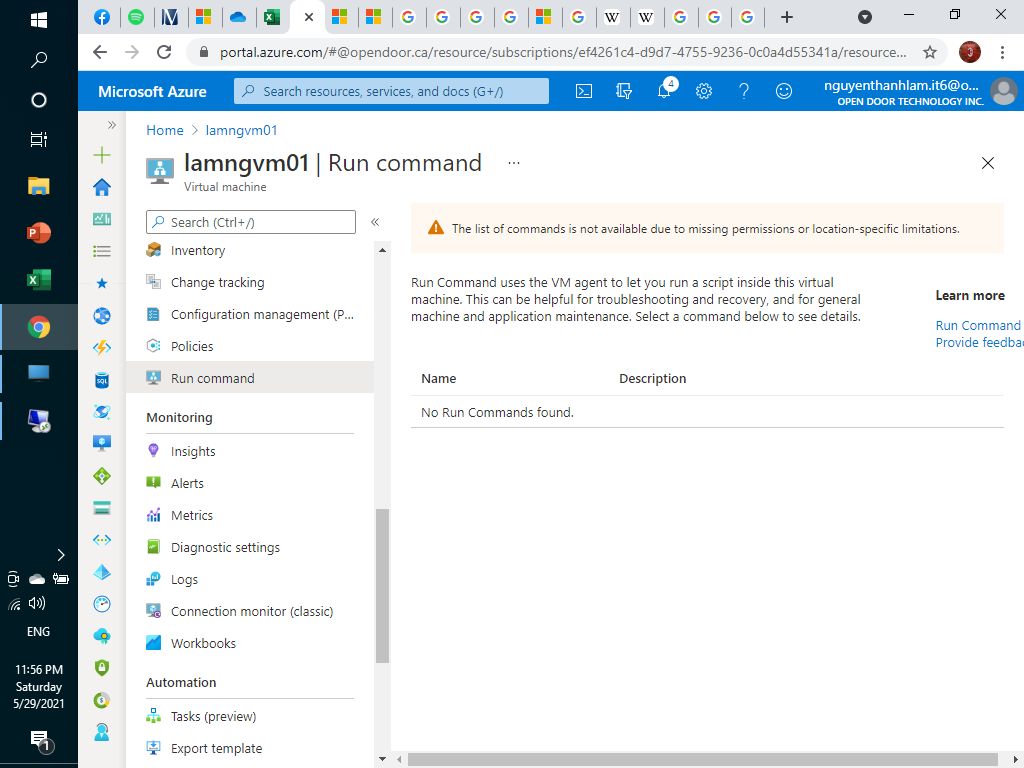 portal.azure.com/#@opendoor.ca/resource/subscriptions/ef4261c4-d9d7-4755-9236-0c0a4d55341a/resource...
Microsoft Azure
Search resources, services, and docs (G+/)
4
nguyenthanhlam.it6@o...
OPEN DOOR TECHNOLOGY INC.
Home > lamngvm01
lamngvm01 | Run command ...
Virtual machine
Search (Ctrl+/)
Inventory
Change tracking
Configuration management (P...
Policies
Run command
Monitoring
Insights
Alerts
Metrics
Diagnostic settings
Logs
Connection monitor (classic)
Workbooks
Automation
Tasks (preview)
Export template
The list of commands is not available due to missing permissions or location-specific limitations.
Run Command uses the VM agent to let you run a script inside this virtual
machine. This can be helpful for troubleshooting and recovery, and for general
machine and application maintenance. Select a command below to see details.
Learn more
Run Command
Provide feedba
Name Description
No Run Commands found.
ENG
11:56 PM
Saturday
5/29/2021
1